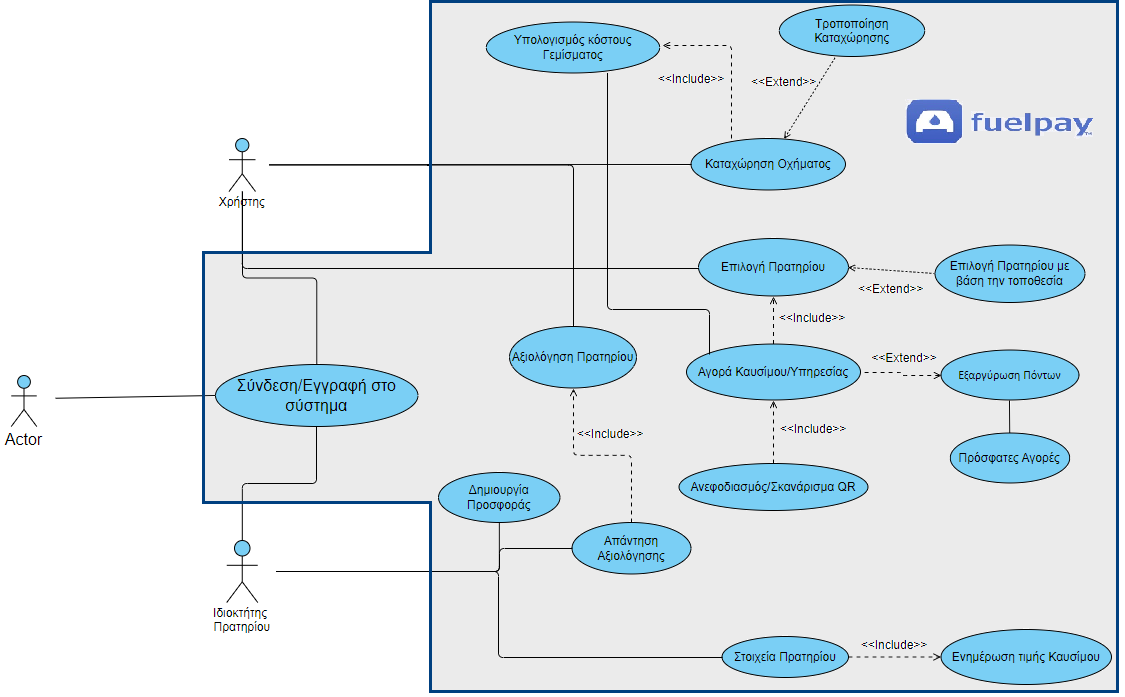 Υπολογισμός κόστους
Γεμίσματος
Τροποποίηση
Καταχώρησης
<<Include>>
<<Extend>>
fuelpay
TM
Καταχώρηση Οχήματος
Χρήστης
Επιλογή Πρατηρίου
Επιλογή Πρατηρίου με
βάση την τοποθεσία
<<Extend>>
<<Include>>
Αξιολόγηση Πρατηρίου
Αγορά Καυσίμου/Υπηρεσίας
<<Extend>>
Εξαργύρωση Πόντων
Σύνδεση/Εγγραφή στο
σύστημα
Actor
<<Include>>
<<Include>>
Πρόσφατες Αγορές
Δημιουργία
Προσφοράς
Ανεφοδιασμός/Σκανάρισμα QR
Απάντηση
Αξιολόγησης
Ιδιοκτήτης
Πρατηρίου
Στοιχεία Πρατηρίου
<<Include>>
Ενημέρωση τιμής Καυσίμου